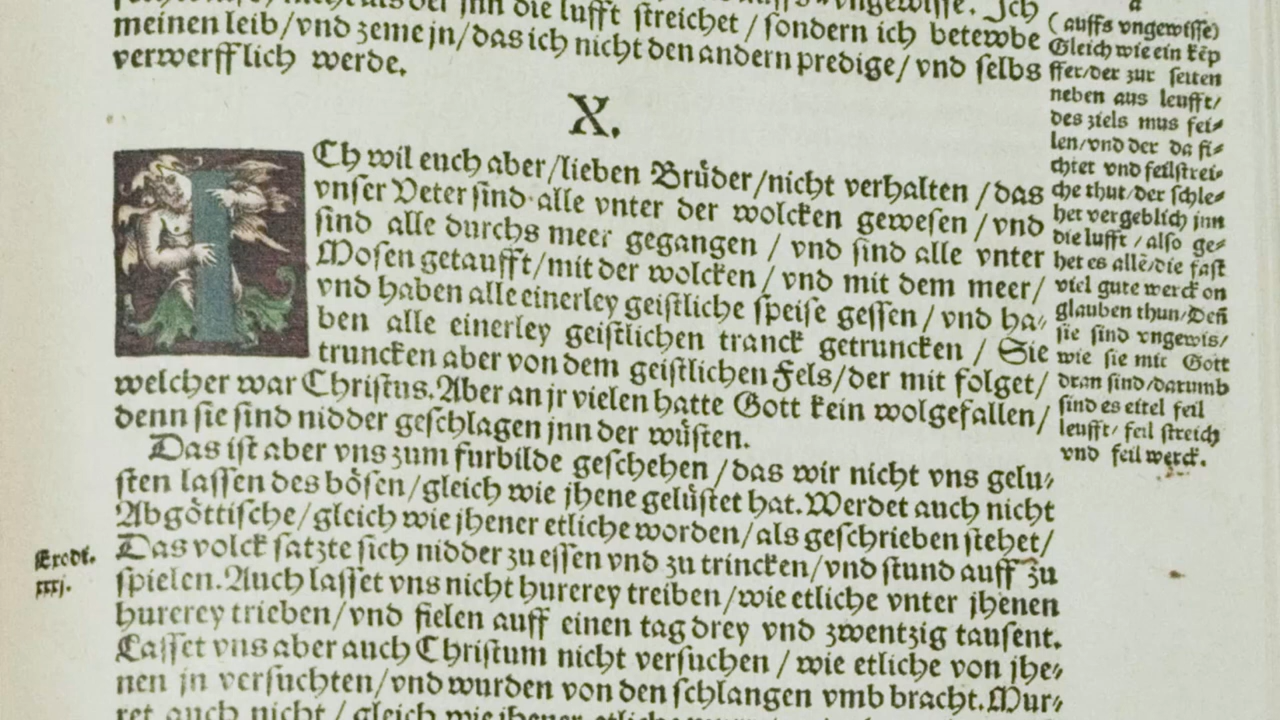 inn die lufft streichet / sondern ich betewbe
meinen leib / vnd zeme jn / das ich nicht den andern predige / vnd selbs
verwerfflich werde.
X.
ICh wil euch aber / lieben Brüder / nicht verhalten / das
vnser Veter sind alle vnter der wolcken gewesen / vnd
sind alle durchs meer gegangen / vnd sind alle vnter
Mosen getaufft / mit der wolcken / vnd mit dem meer /
vnd haben alle einerley geistliche speise gessen / vnd ha⸗
ben alle einerley geistlichen tranck getruncken / Sie
truncken aber von dem geistlichen Fels / der mit folget /
welcher war Christus. Aber an jr vielen hatte Gott kein wolgefallen /
denn sie sind nidder geschlagen jnn der wüsten.
Das ist aber vns zum furbilde geschehen / das wir nicht vns gelu⸗
sten lassen des bösen / gleich wie jhene gelüstet hat. Werdet auch nicht
Abgöttische / gleich wie jhener etliche worden / als geschrieben stehet /
Das volck satzte sich nidder zu essen vnd zu trincken / vnd stund auff zu
spielen. Auch lasset vns nicht hurerey treiben / wie etliche vnter jhenen
hurerey trieben / vnd fielen auff einen tag drey vnd zwentzig tausent.
Lasset vns aber auch Christum nicht versuchen / wie etliche von jhe⸗
nen jn versuchten / vnd wurden von den schlangen vmb bracht. Mur⸗
ret auch nicht / gleich wie jhener etliche
a
(auffs vngewisse)
Gleich wie ein kēp
ffer / der zur seiten
neben aus leufft /
des ziels mus fei⸗
len / vnd der da fi⸗
chtet vnd feilstrei⸗
che thut / der schle⸗
het vergeblich jnn
die lufft / also ge⸗
het es allē / die fast
viel gute werck on
glauben thun / Deñ
sie sind vngewis /
wie sie mit Gott
dran sind / darumb
sind es eitel feil
leufft / feil streich
vnd feil werck.
Exodi.
xxxij.